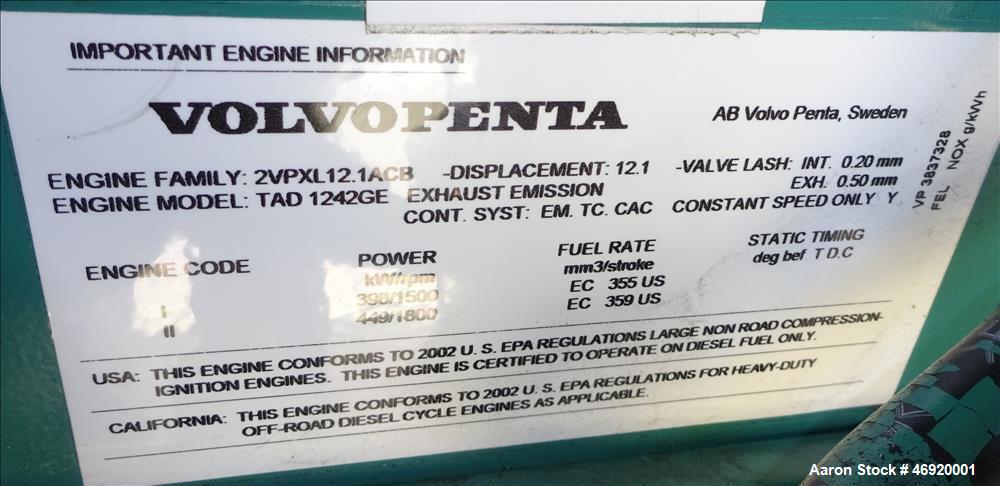 IMPORTANT ENGINE INFORMATION
VOLVO PENTA
AB Volvo Penta, Sweden
ENGINE FAMILY: 2VPXL12.1ACB -DISPLACEMENT: 12.1 -VALVE LASH: INT. 0.20 mm
EXH. 0.50 mm
ENGINE MODEL: TAD 1242GE EXHAUST EMISSION
CONT. SYST: EM. TC. CAC CONSTANT SPEED ONLY Y
VP 3837328
FEL NOX g/kWh
ENGINE CODE POWER FUEL RATE STATIC TIMING
kW/rpm mm3/stroke deg bef T D.C
I 398/1500 EC 355 US
II 449/1800 EC 359 US
USA: THIS ENGINE CONFORMS TO 2002 U. S. EPA REGULATIONS LARGE NON ROAD COMPRESSION-
IGNITION ENGINES. THIS ENGINE IS CERTIFIED TO OPERATE ON DIESEL FUEL ONLY.
CALIFORNIA: THIS ENGINE CONFORMS TO 2002 U. S. EPA REGULATIONS FOR HEAVY-DUTY
OFF-ROAD DIESEL CYCLE ENGINES AS APPLICABLE.
Aaron Stock # 46920001